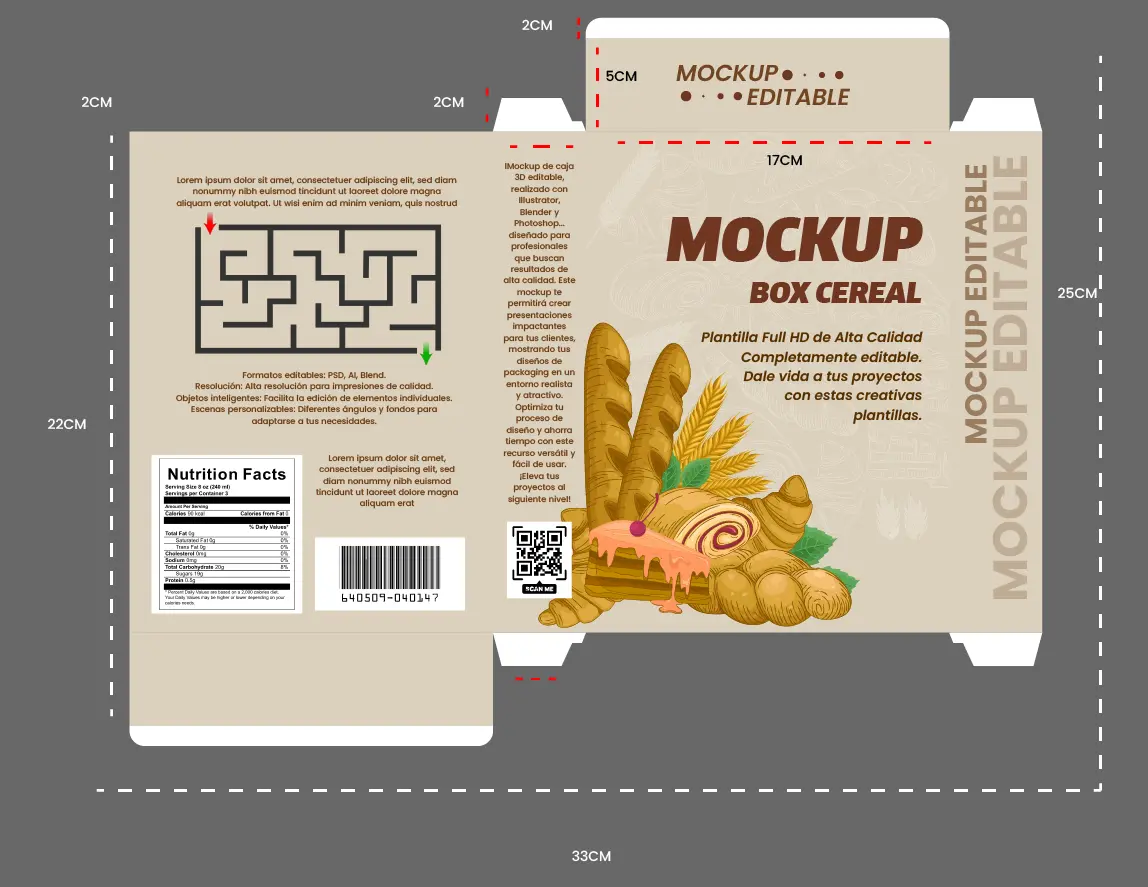 2CM
5CM
MOCKUP
EDITABLE
2CM
2CM
17CM
25CM
22CM
33CM
Lorem ipsum dolor sit amet, consectetuer adipiscing elit, sed diam
nonummy nibh euismod tincidunt ut laoreet dolore magna
aliquam erat volutpat. Ut wisi enim ad minim veniam, quis nostrud
Formatos editables: PSD, AI, Blend.
Resolución: Alta resolución para impresiones de calidad.
Objetos inteligentes: Facilita la edición de elementos individuales.
Escenas personalizables: Diferentes ángulos y fondos para
adaptarse a tus necesidades.
Nutrition Facts
Serving Size 8 oz (240 ml)
Servings per Container 3
Amount Per Serving
Calories 90 kcal Calories from Fat 0
% Daily Values*
Total Fat 0g 0%
Saturated Fat 0g 0%
Trans Fat 0g 0%
Cholesterol 0mg 0%
Sodium 0mg 0%
Total Carbohydrate 20g 8%
Sugars 19g
Protein 0.5g
* Percent Daily Values are based on a 2,000 calories diet.
Your Daily Values may be higher or lower depending on your
calories needs.
Lorem ipsum dolor sit amet,
consectetuer adipiscing elit, sed
diam nonummy nibh euismod
tincidunt ut laoreet dolore magna
aliquam erat
640509-040147
IMockup de caja
3D editable,
realizado con
Illustrator,
Blender y
Photoshop...
diseñado para
profesionales
que buscan
resultados de
alta calidad. Este
mockup te
permitirá crear
presentaciones
impactantes
para tus clientes,
mostrando tus
diseños de
packaging en un
entorno realista
y atractivo.
Optimiza tu
proceso de
diseño y ahorra
tiempo con este
recurso versátil y
fácil de usar.
¡Eleva tus
proyectos al
siguiente nivel!
SCAN ME
MOCKUP
BOX CEREAL
Plantilla Full HD de Alta Calidad
Completamente editable.
Dale vida a tus proyectos
con estas creativas
plantillas.
MOCKUP EDITABLE
MOCKUP EDITABLE